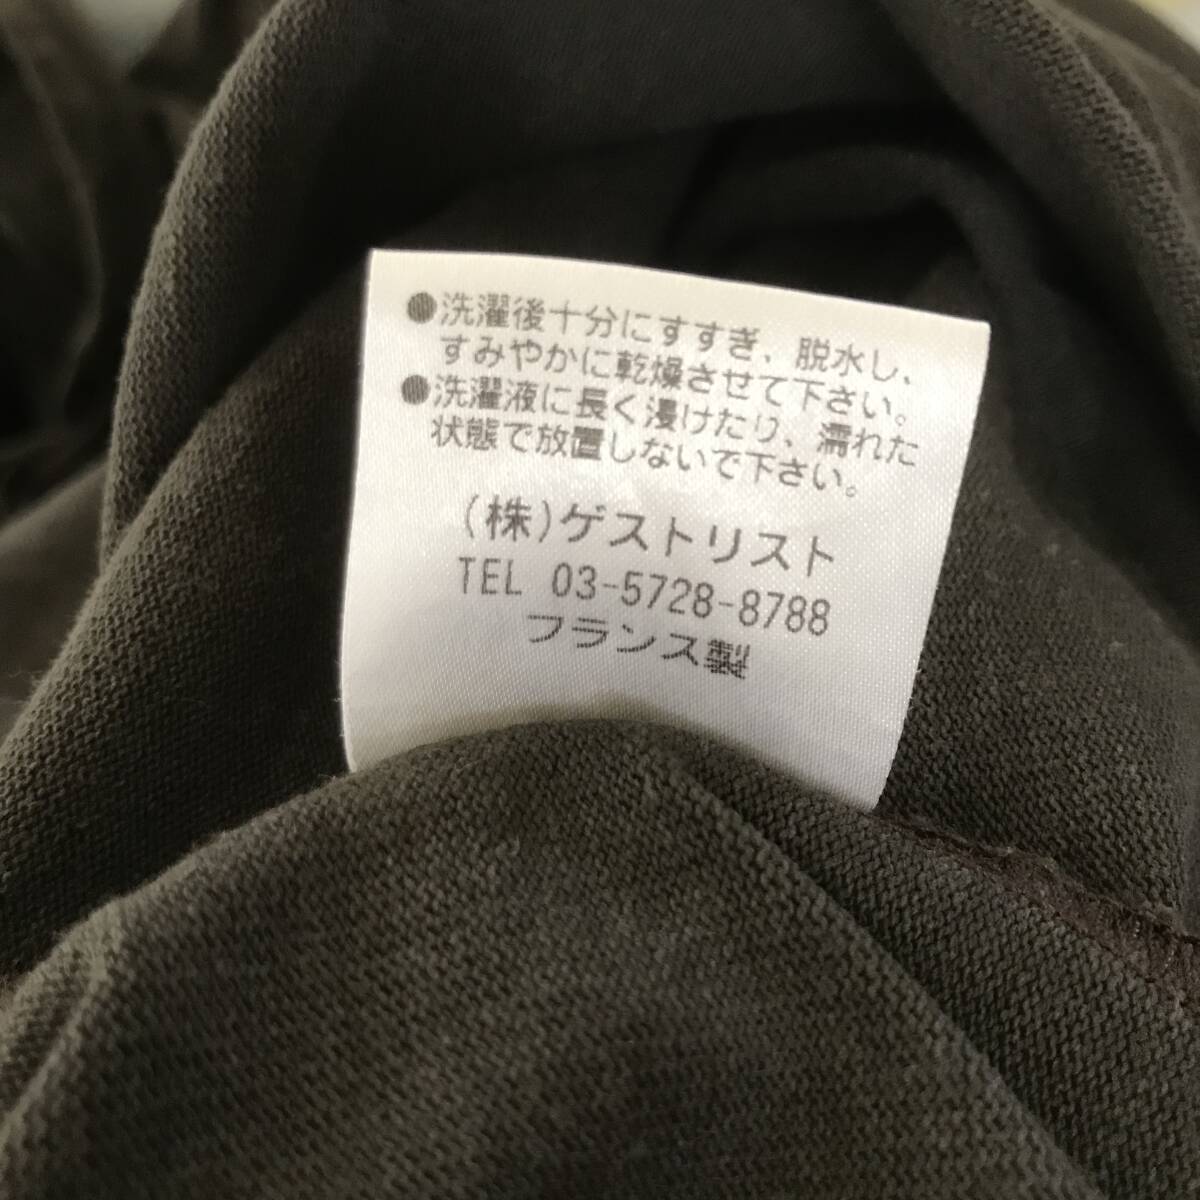 ●洗濯後十分にすすぎ、脱水し、
すみやかに乾燥させて下さい。
●洗濯液に長く浸けたり、濡れた
状態で放置しないで下さい。
(株)ゲストリスト
TEL 03-5728-8788
フランス製